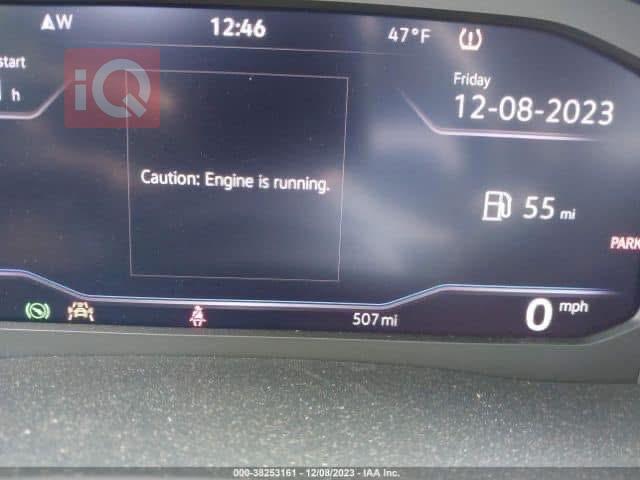 W 12:46 47°F
start
h
iQ
Friday
12-08-2023
Caution: Engine is running.
55 mi
PARK
507 mi
0 mph
000-38253161 - 12/08/2023 - IAA Inc.